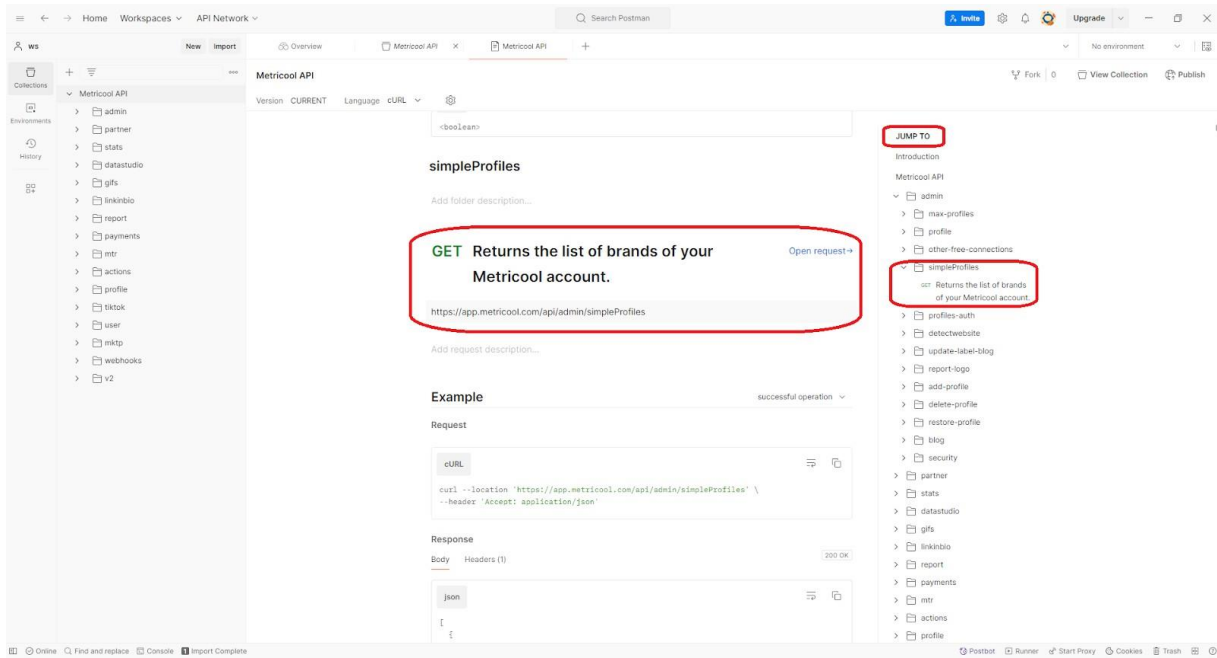 Home Workspaces API Network Search Postman Invite Upgrade
ws New Import Overview Metricool API Metricool API No environment
Collections
Environments
History
Metricool API
admin
partner
stats
datastudio
gifs
linkinbio
report
payments
mtr
actions
profile
tiktok
user
mktp
webhooks
v2
Metricool API Fork 0 View Collection Publish
Version CURRENT Language cURL
<boolean>
simpleProfiles
Add folder description...
GET Returns the list of brands of your Open request→
Metricool account.
https://app.metricool.com/api/admin/simpleProfiles
Add request description...
Example successful operation
Request
cURL
curl --location 'https://app.metricool.com/api/admin/simpleProfiles' \
--header 'Accept: application/json'
Response
Body Headers (1) 200 OK
json
[
{
JUMP TO
Introduction
Metricool API
admin
max-profiles
profile
other-free-connections
simpleProfiles
GET Returns the list of brands
of your Metricool account.
profiles-auth
detectwebsite
update-label-blog
report-logo
add-profile
delete-profile
restore-profile
blog
security
partner
stats
datastudio
gifs
linkinbio
report
payments
mtr
actions
profile
Online Find and replace Console Import Complete Postbot Runner Start Proxy Cookies Trash